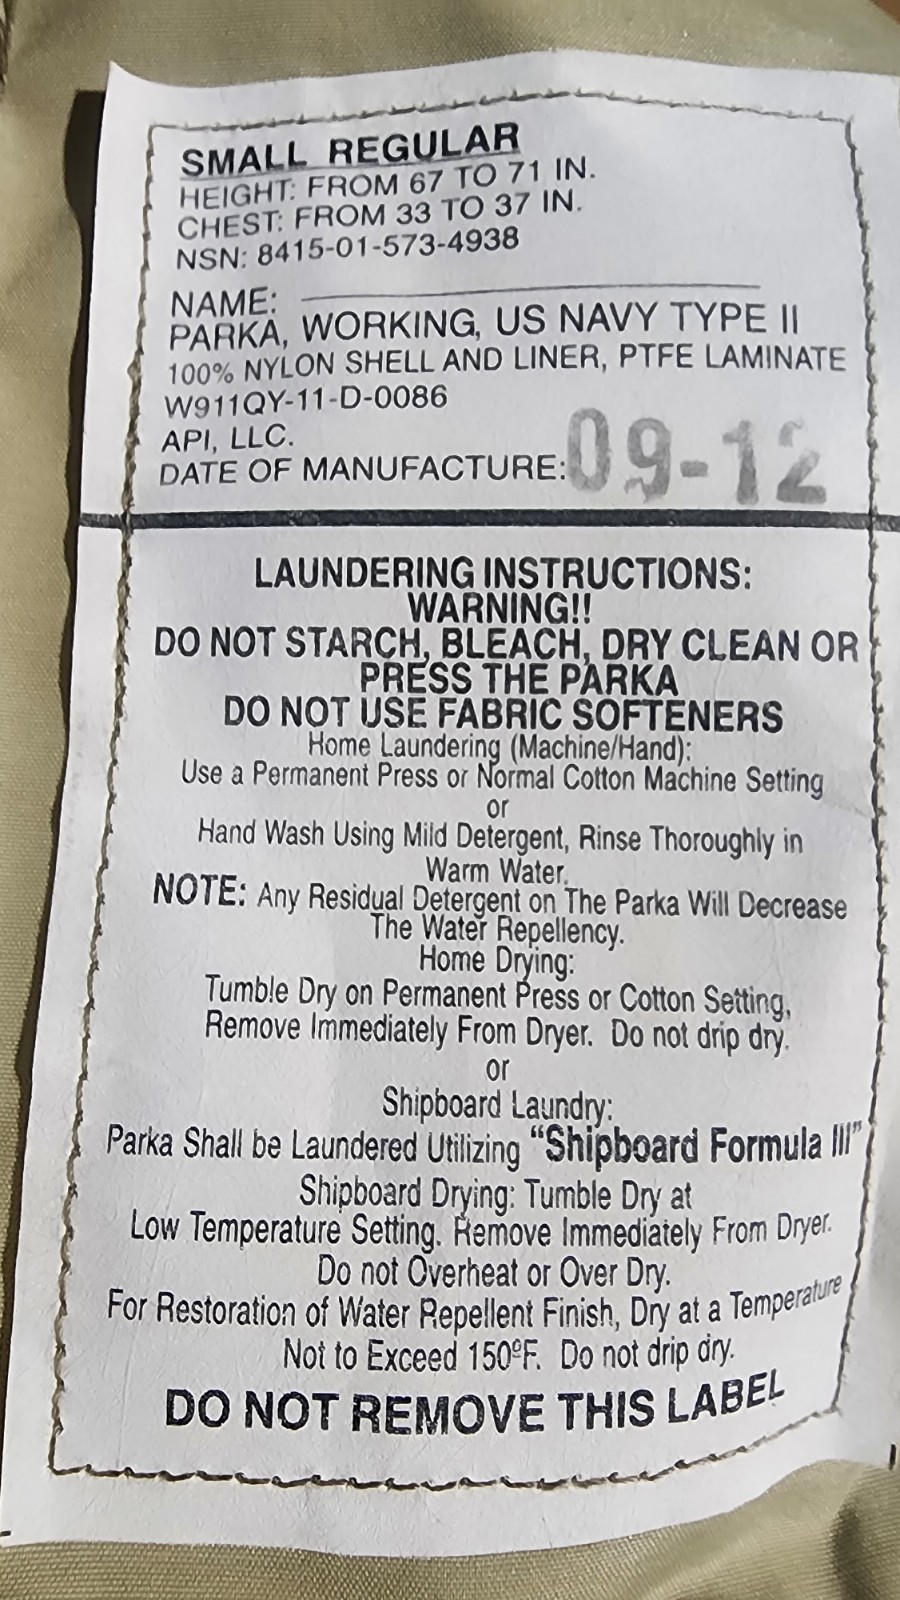 SMALL REGULAR
HEIGHT: FROM 67 TO 71 IN.
CHEST: FROM 33 TO 37 IN.
NSN: 8415-01-573-4938
NAME:
PARKA, WORKING, US NAVY TYPE II
100% NYLON SHELL AND LINER, PTFE LAMINATE
W911QY-11-D-0086
API, LLC.
DATE OF MANUFACTURE: 09-12
LAUNDERING INSTRUCTIONS:
WARNING!!
DO NOT STARCH, BLEACH, DRY CLEAN OR
PRESS THE PARKA
DO NOT USE FABRIC SOFTENERS
Home Laundering (Machine/Hand):
Use a Permanent Press or Normal Cotton Machine Setting
or
Hand Wash Using Mild Detergent, Rinse Thoroughly in
Warm Water.
NOTE: Any Residual Detergent on The Parka Will Decrease
The Water Repellency.
Home Drying:
Tumble Dry on Permanent Press or Cotton Setting,
Remove Immediately From Dryer. Do not drip dry.
or
Shipboard Laundry:
Parka Shall be Laundered Utilizing “Shipboard Formula III”
Shipboard Drying: Tumble Dry at
Low Temperature Setting. Remove Immediately From Dryer.
Do not Overheat or Over Dry.
For Restoration of Water Repellent Finish, Dry at a Temperature
Not to Exceed 150ºF. Do not drip dry.
DO NOT REMOVE THIS LABEL